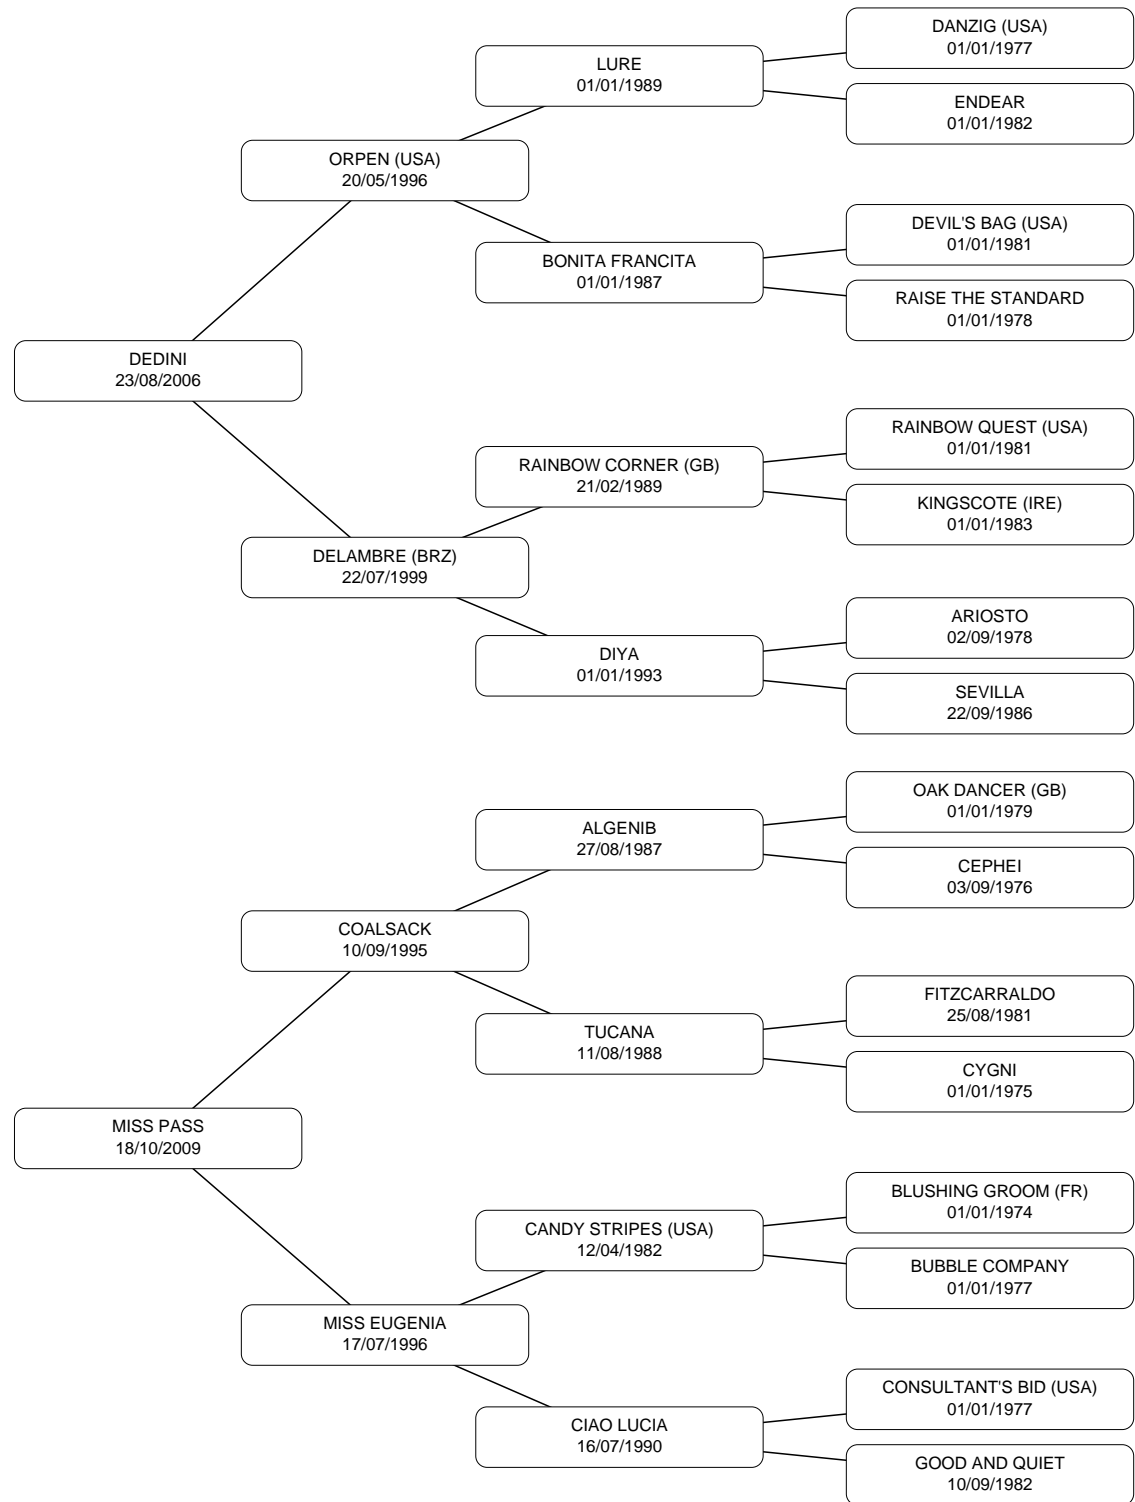 DANZIG (USA)
01/01/1977
LURE
01/01/1989
ENDEAR
01/01/1982
ORPEN (USA)
20/05/1996
DEVIL'S BAG (USA)
01/01/1981
BONITA FRANCITA
01/01/1987
RAISE THE STANDARD
01/01/1978
DEDINI
23/08/2006
RAINBOW QUEST (USA)
01/01/1981
RAINBOW CORNER (GB)
21/02/1989
KINGSCOTE (IRE)
01/01/1983
DELAMBRE (BRZ)
22/07/1999
ARIOSTO
02/09/1978
DIYA
01/01/1993
SEVILLA
22/09/1986
OAK DANCER (GB)
01/01/1979
ALGENIB
27/08/1987
CEPHEI
03/09/1976
COALSACK
10/09/1995
FITZCARRALDO
25/08/1981
TUCANA
11/08/1988
CYGNI
01/01/1975
MISS PASS
18/10/2009
BLUSHING GROOM (FR)
01/01/1974
CANDY STRIPES (USA)
12/04/1982
BUBBLE COMPANY
01/01/1977
MISS EUGENIA
17/07/1996
CONSULTANT'S BID (USA)
01/01/1977
CIAO LUCIA
16/07/1990
GOOD AND QUIET
10/09/1982